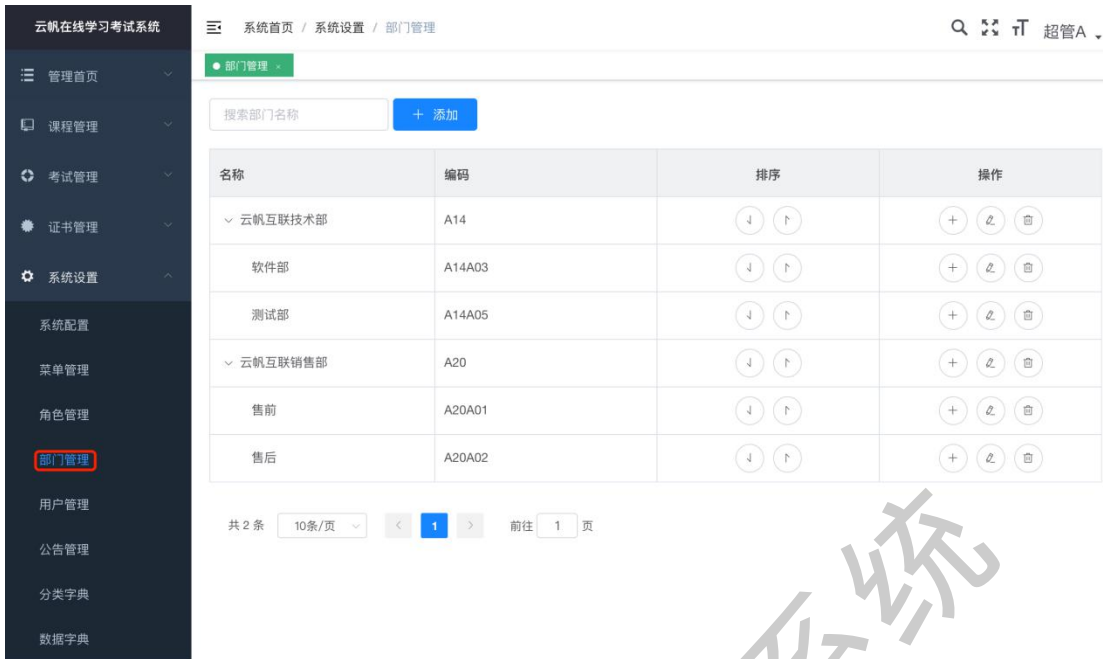 云帆在线学习考试系统
系统首页 / 系统设置 / 部门管理
超管A
管理首页
课程管理
考试管理
证书管理
系统设置
系统配置
菜单管理
角色管理
部门管理
用户管理
公告管理
分类字典
数据字典
部门管理 ×
搜索部门名称
+ 添加
名称 编码 排序 操作
云帆互联技术部 A14
软件部 A14A03
测试部 A14A05
云帆互联销售部 A20
售前 A20A01
售后 A20A02
共 2 条 10条/页 < 1 > 前往 1 页
系统